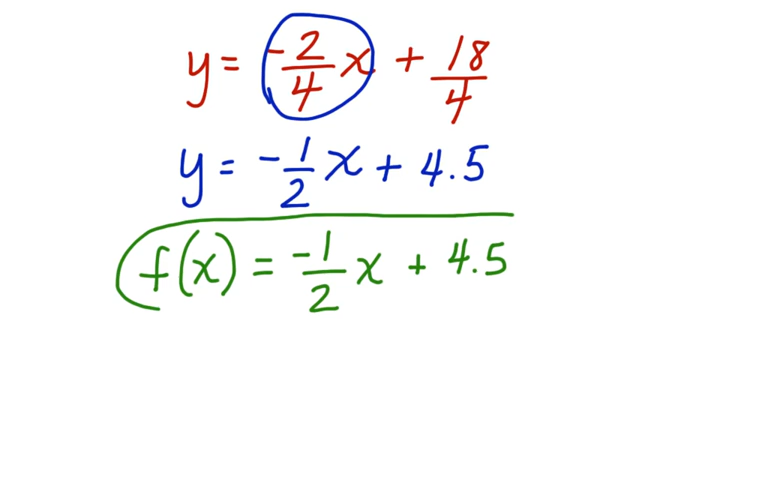 y = -2/4 x + 18/4
y = -1/2 x + 4.5
f(x) = -1/2 x + 4.5